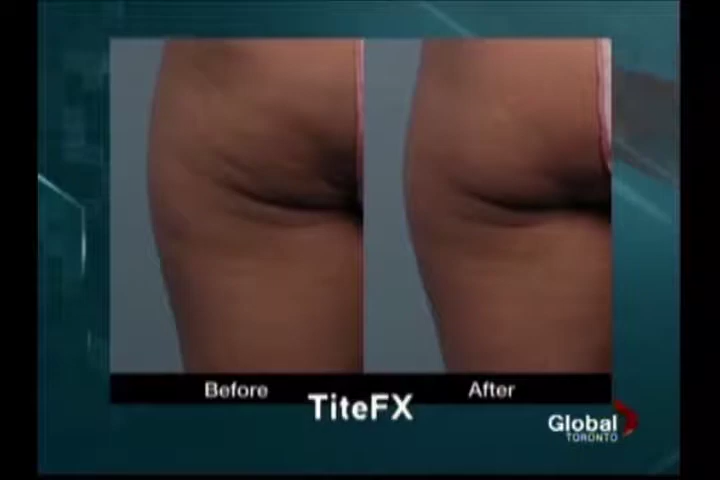 Before
After
TiteFX
Global
TORONTO